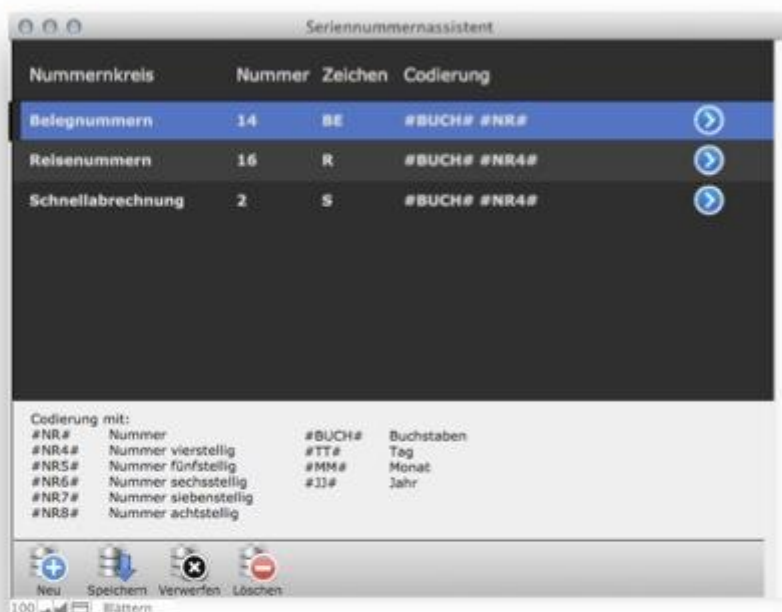 Seriennummernassistent
Nummernkreis Nummer Zeichen Codierung
Belegnummern 14 BE #BUCH# #NR#
Reisenummern 16 R #BUCH# #NR4#
Schnellabrechnung 2 S #BUCH# #NR4#
Codierung mit:
#NR# Nummer #BUCH# Buchstaben
#NR4# Nummer vierstellig #TT# Tag
#NR5# Nummer fünfstellig #MM# Monat
#NR6# Nummer sechsstellig #JJ# Jahr
#NR7# Nummer siebenstellig
#NR8# Nummer achtstellig
Neu Speichern Verwerfen Löschen
100 Blättern